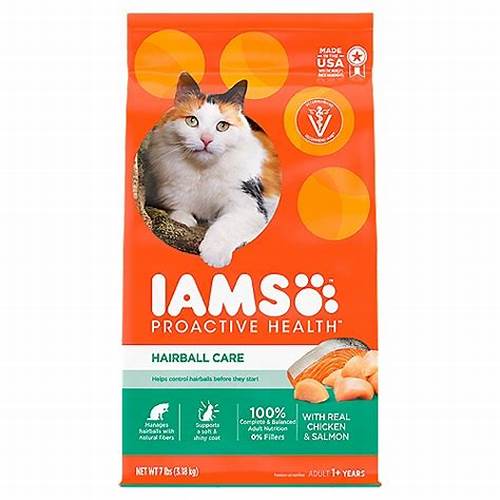 MADE
IN THE
USA
IAMS
PROACTIVE HEALTH™
HAIRBALL CARE
Helps control hairballs before they start
Manages
hairballs with
natural fibers
Supports
a soft &
shiny coat
100%
Complete & Balanced
Adult Nutrition
0% Fillers
WITH REAL
CHICKEN
& SALMON
NET WT 7 lbs (3.18 kg)
ADULT 1+ YEARS